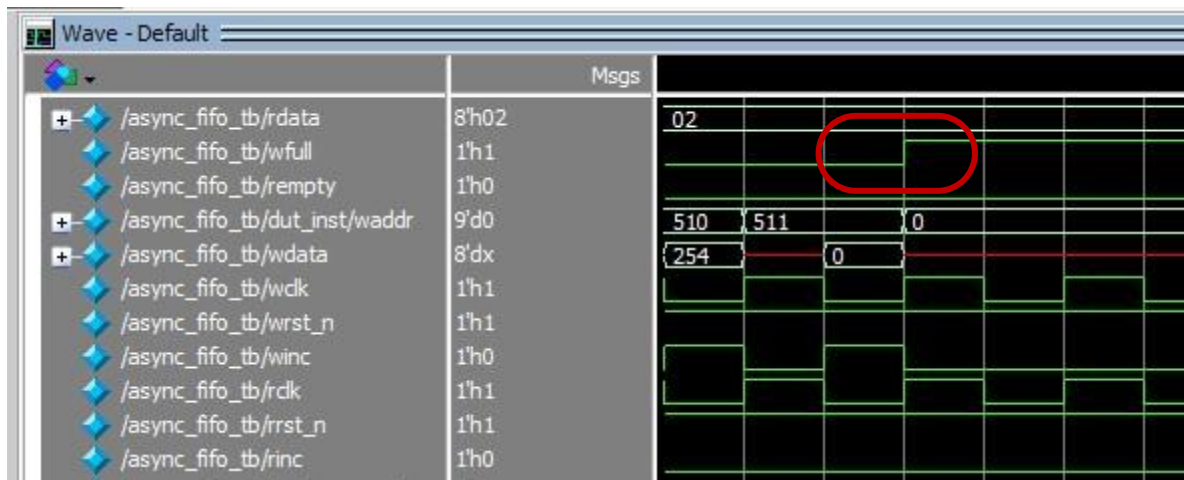 Wave - Default
Msgs
/async_fifo_tb/rdata 8'h02 02
/async_fifo_tb/wfull 1'h1
/async_fifo_tb/rempty 1'h0
/async_fifo_tb/dut_inst/waddr 9'd0 510 511 0
/async_fifo_tb/wdata 8'dx 254 0
/async_fifo_tb/wclk 1'h1
/async_fifo_tb/wrst_n 1'h1
/async_fifo_tb/winc 1'h0
/async_fifo_tb/rclk 1'h1
/async_fifo_tb/rrst_n 1'h1
/async_fifo_tb/rinc 1'h0